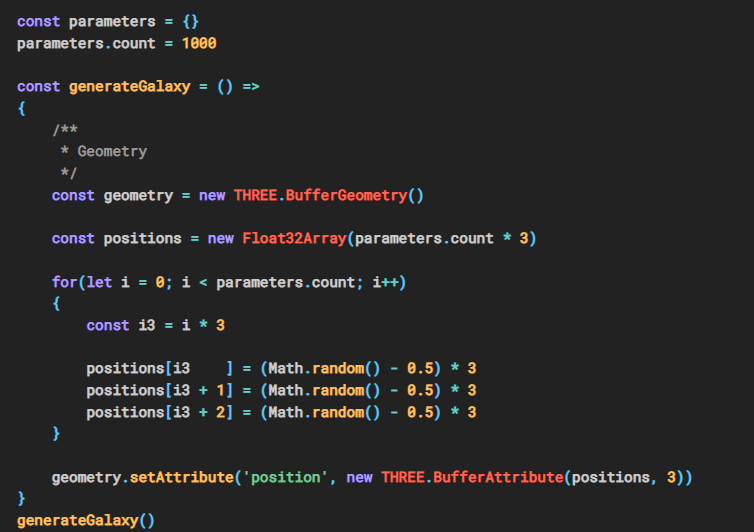 const parameters = {}
parameters.count = 1000
const generateGalaxy = () =>
{
    /**
     * Geometry
     */
    const geometry = new THREE.BufferGeometry()
    const positions = new Float32Array(parameters.count * 3)
    for(let i = 0; i < parameters.count; i++)
    {
        const i3 = i * 3
        positions[i3    ] = (Math.random() - 0.5) * 3
        positions[i3 + 1] = (Math.random() - 0.5) * 3
        positions[i3 + 2] = (Math.random() - 0.5) * 3
    }
    geometry.setAttribute('position', new THREE.BufferAttribute(positions, 3))
}
generateGalaxy()